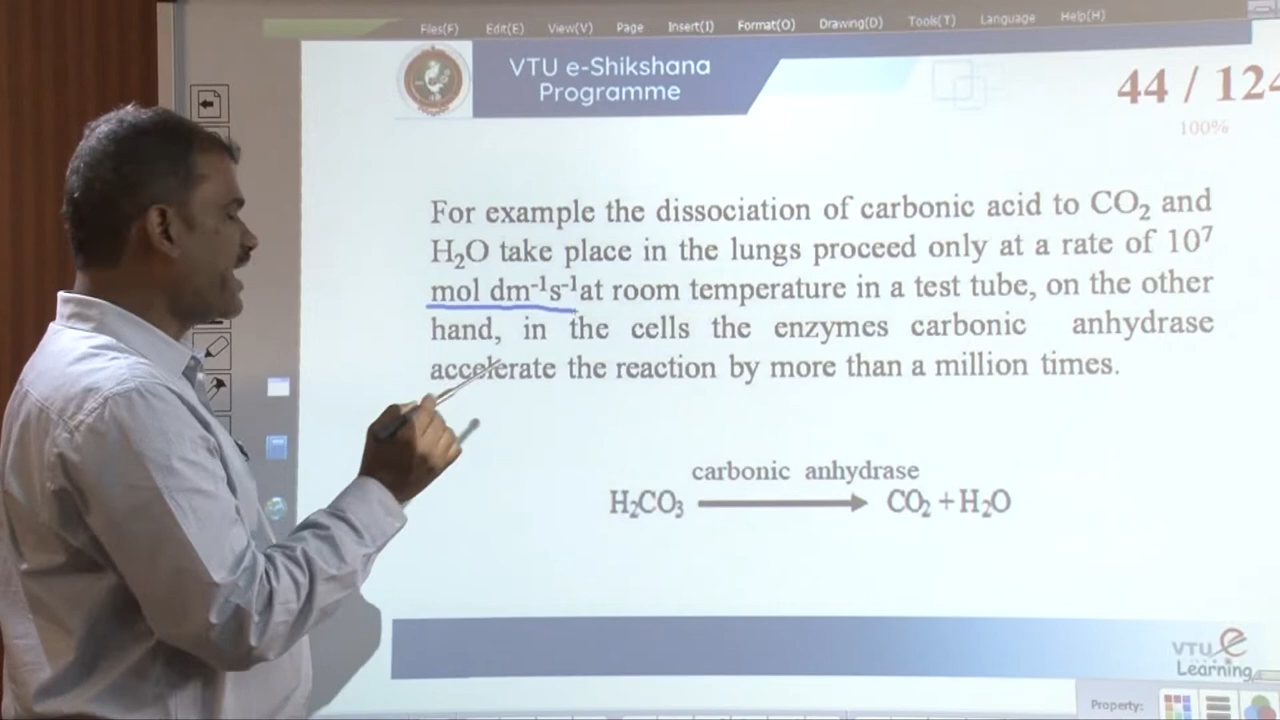 Files(F) Edit(E) View(V) Page Insert(I) Format(O) Drawing(D) Tools(T) Language Help(H)
VTU e-Shikshana
Programme
44 / 124
100%
For example the dissociation of carbonic acid to CO₂ and
H₂O take place in the lungs proceed only at a rate of 10⁷
mol dm⁻¹s⁻¹at room temperature in a test tube, on the other
hand, in the cells the enzymes carbonic anhydrase
accelerate the reaction by more than a million times.
carbonic anhydrase
H₂CO₃ → CO₂ + H₂O
VTU e
Learning
Property: